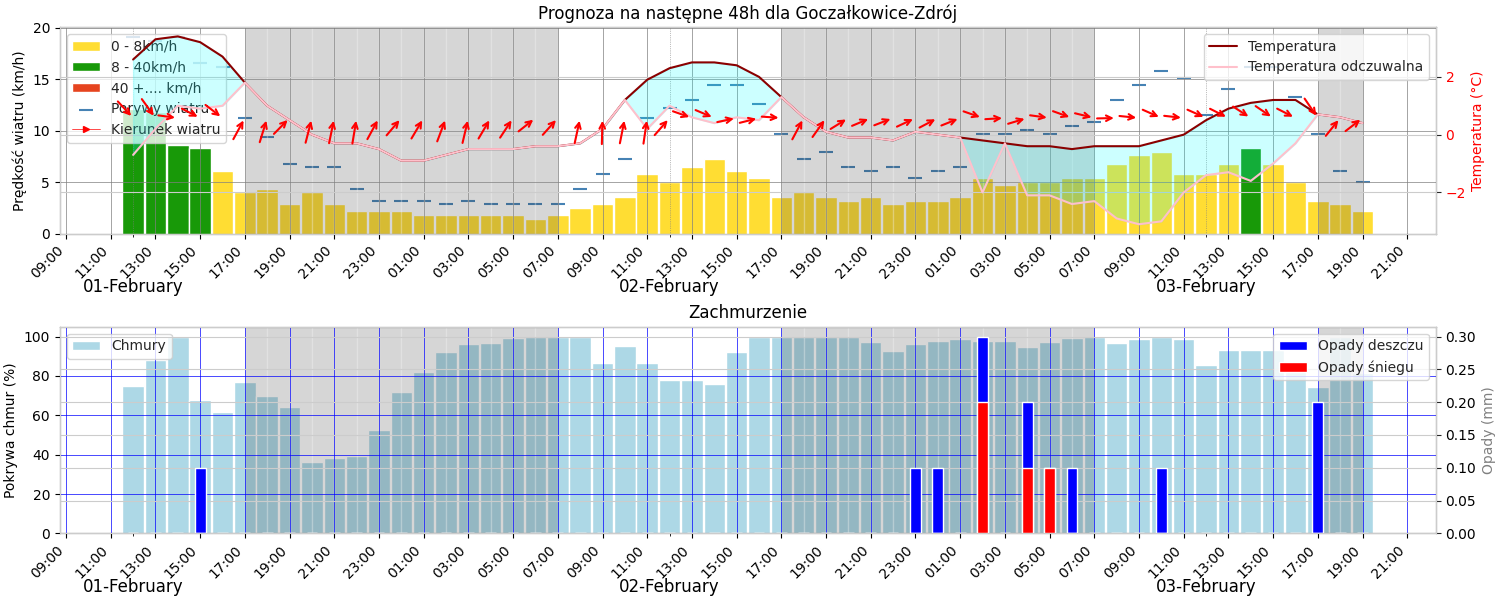 Prognoza na następne 48h dla Goczałkowice-Zdrój
Prędkość wiatru (km/h)
20
15
10
5
0
0 - 8km/h
8 - 40km/h
40 +.... km/h
Porywy wiatru
Kierunek wiatru
Temperatura
Temperatura odczuwalna
2
0
−2
Temperatura (°C)
09:00 11:00 13:00 15:00 17:00 19:00 21:00 23:00 01:00 03:00 05:00 07:00 09:00 11:00 13:00 15:00 17:00 19:00 21:00 23:00 01:00 03:00 05:00 07:00 09:00 11:00 13:00 15:00 17:00 19:00 21:00
01-February 02-February 03-February
Zachmurzenie
Pokrywa chmur (%)
100
80
60
40
20
0
Chmury
Opady deszczu
Opady śniegu
0.30
0.25
0.20
0.15
0.10
0.05
0.00
Opady (mm)
09:00 11:00 13:00 15:00 17:00 19:00 21:00 23:00 01:00 03:00 05:00 07:00 09:00 11:00 13:00 15:00 17:00 19:00 21:00 23:00 01:00 03:00 05:00 07:00 09:00 11:00 13:00 15:00 17:00 19:00 21:00
01-February 02-February 03-February